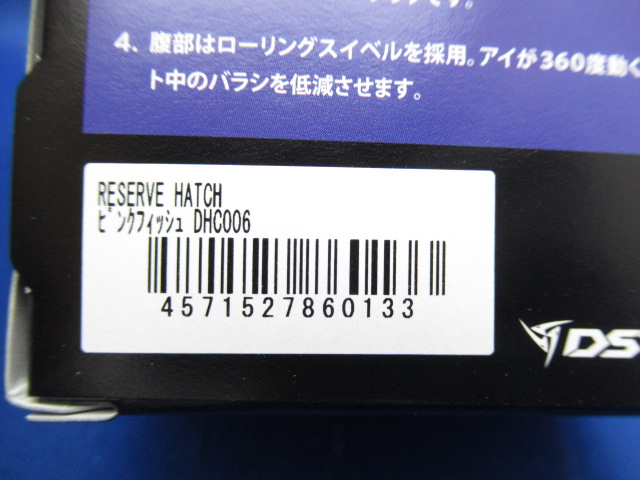 4、腹部はローリングスイベルを採用。アイが360度動く
ト中のバラシを低減させます。
RESERVE HATCH
ﾋﾟﾝｸﾌｨｯｼｭ DHC006
4571527860133
DS